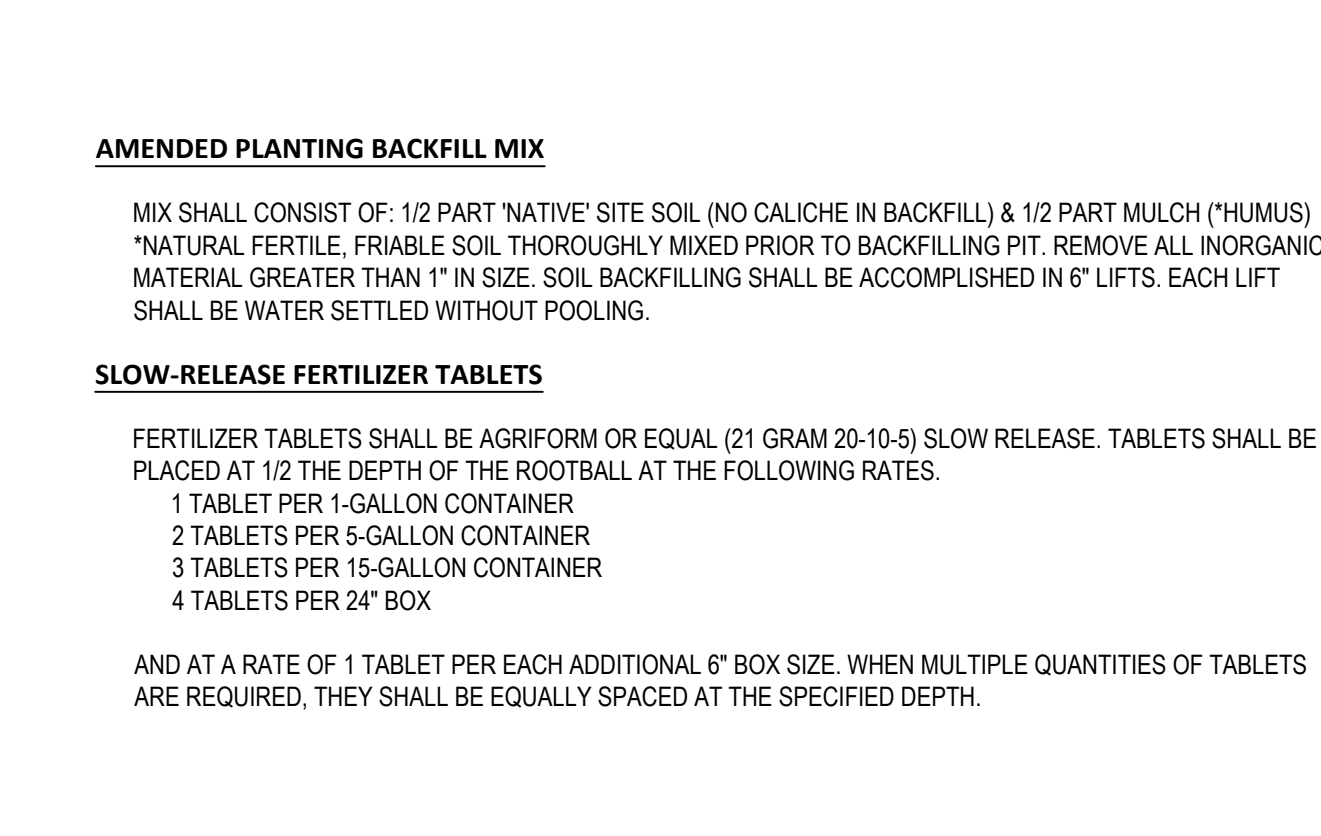 AMENDED PLANTING BACKFILL MIX
MIX SHALL CONSIST OF: 1/2 PART 'NATIVE' SITE SOIL (NO CALICHE IN BACKFILL) & 1/2 PART MULCH (*HUMUS)
*NATURAL FERTILE, FRIABLE SOIL THOROUGHLY MIXED PRIOR TO BACKFILLING PIT. REMOVE ALL INORGANIC
MATERIAL GREATER THAN 1" IN SIZE. SOIL BACKFILLING SHALL BE ACCOMPLISHED IN 6" LIFTS. EACH LIFT
SHALL BE WATER SETTLED WITHOUT POOLING.
SLOW-RELEASE FERTILIZER TABLETS
FERTILIZER TABLETS SHALL BE AGRIFORM OR EQUAL (21 GRAM 20-10-5) SLOW RELEASE. TABLETS SHALL BE
PLACED AT 1/2 THE DEPTH OF THE ROOTBALL AT THE FOLLOWING RATES.
1 TABLET PER 1-GALLON CONTAINER
2 TABLETS PER 5-GALLON CONTAINER
3 TABLETS PER 15-GALLON CONTAINER
4 TABLETS PER 24" BOX
AND AT A RATE OF 1 TABLET PER EACH ADDITIONAL 6" BOX SIZE. WHEN MULTIPLE QUANTITIES OF TABLETS
ARE REQUIRED, THEY SHALL BE EQUALLY SPACED AT THE SPECIFIED DEPTH.